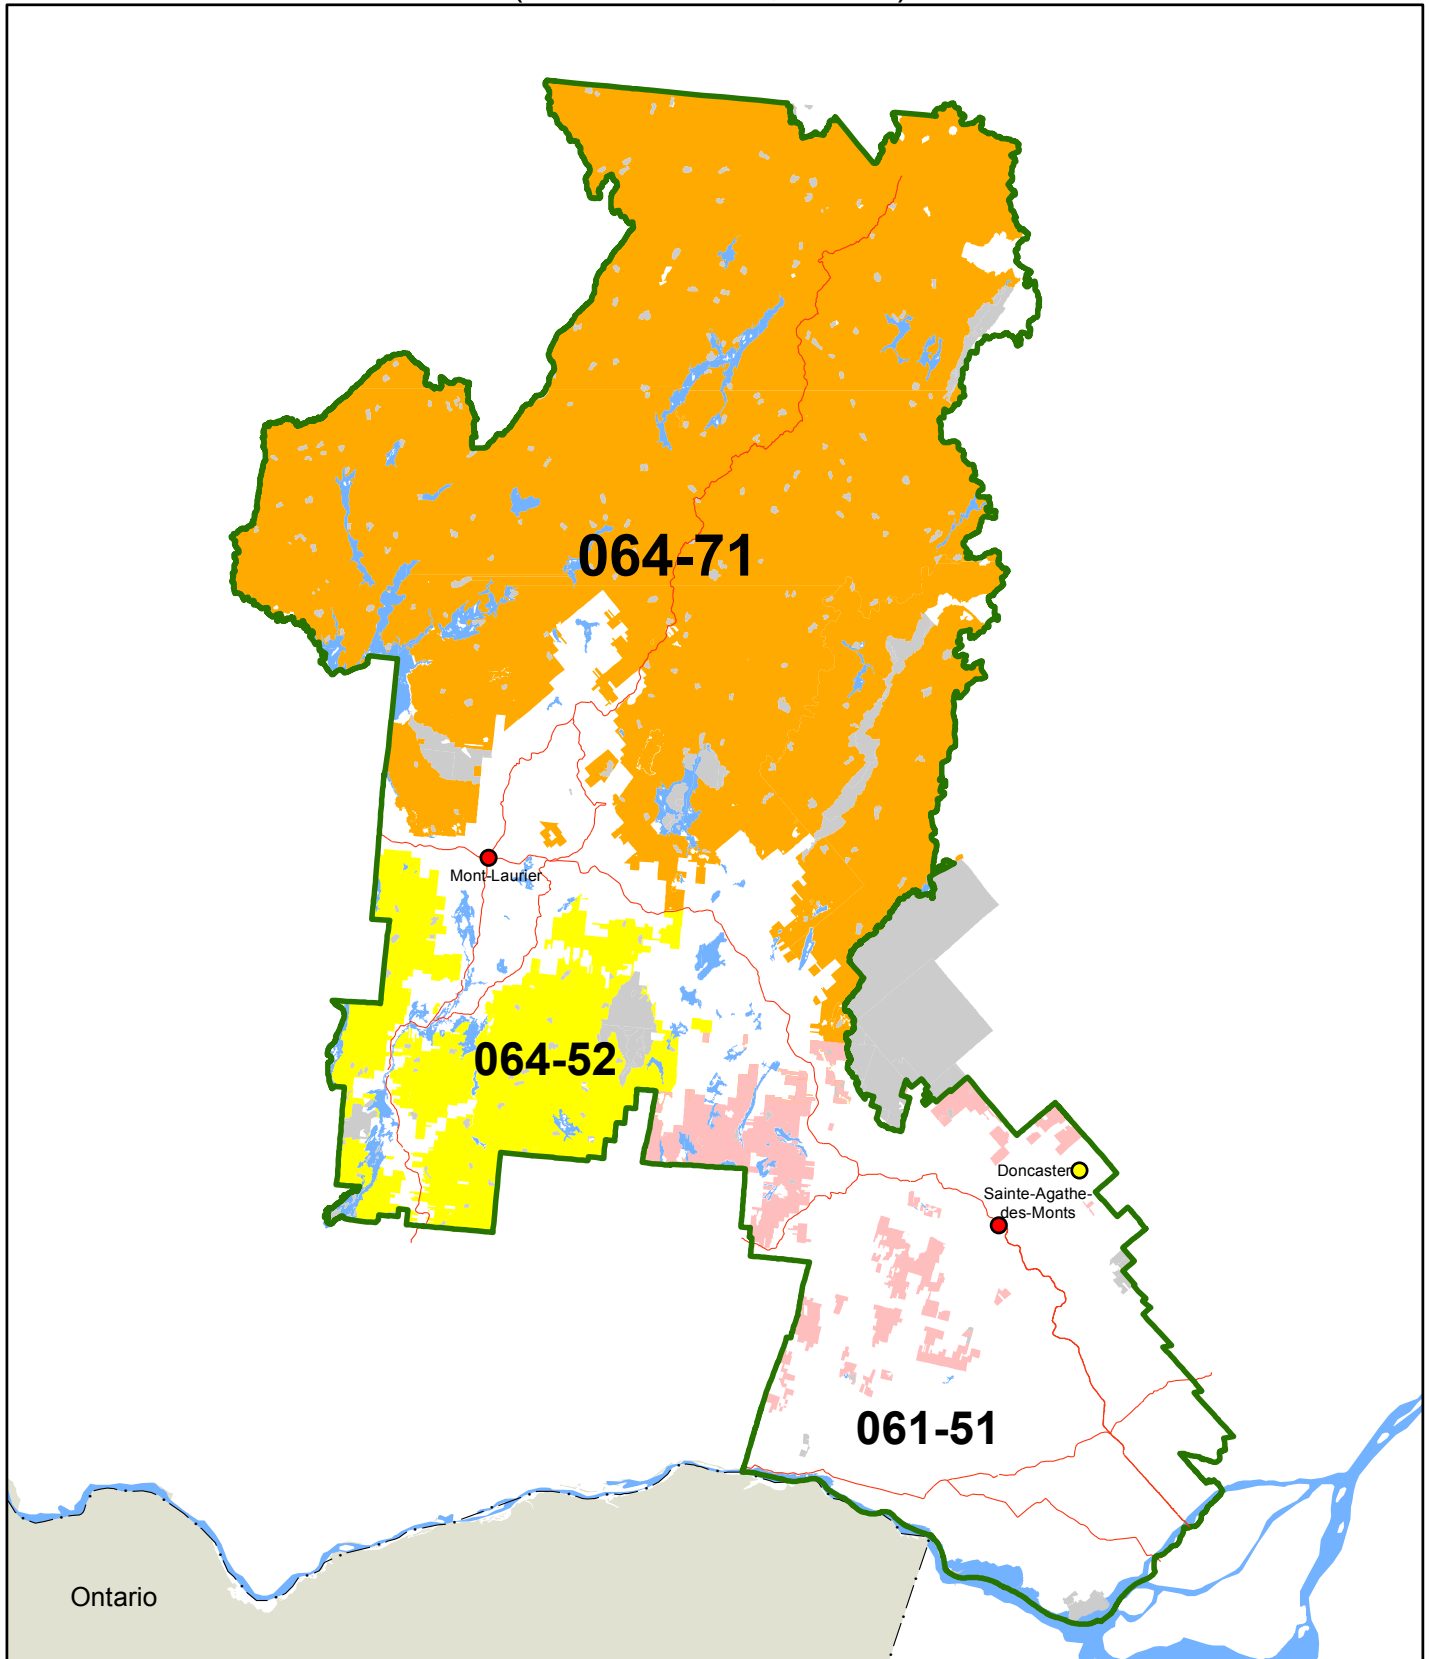 064-71
Mont-Laurier
064-52
Doncaster
Sainte-Agathe-
des-Monts
061-51
Ontario